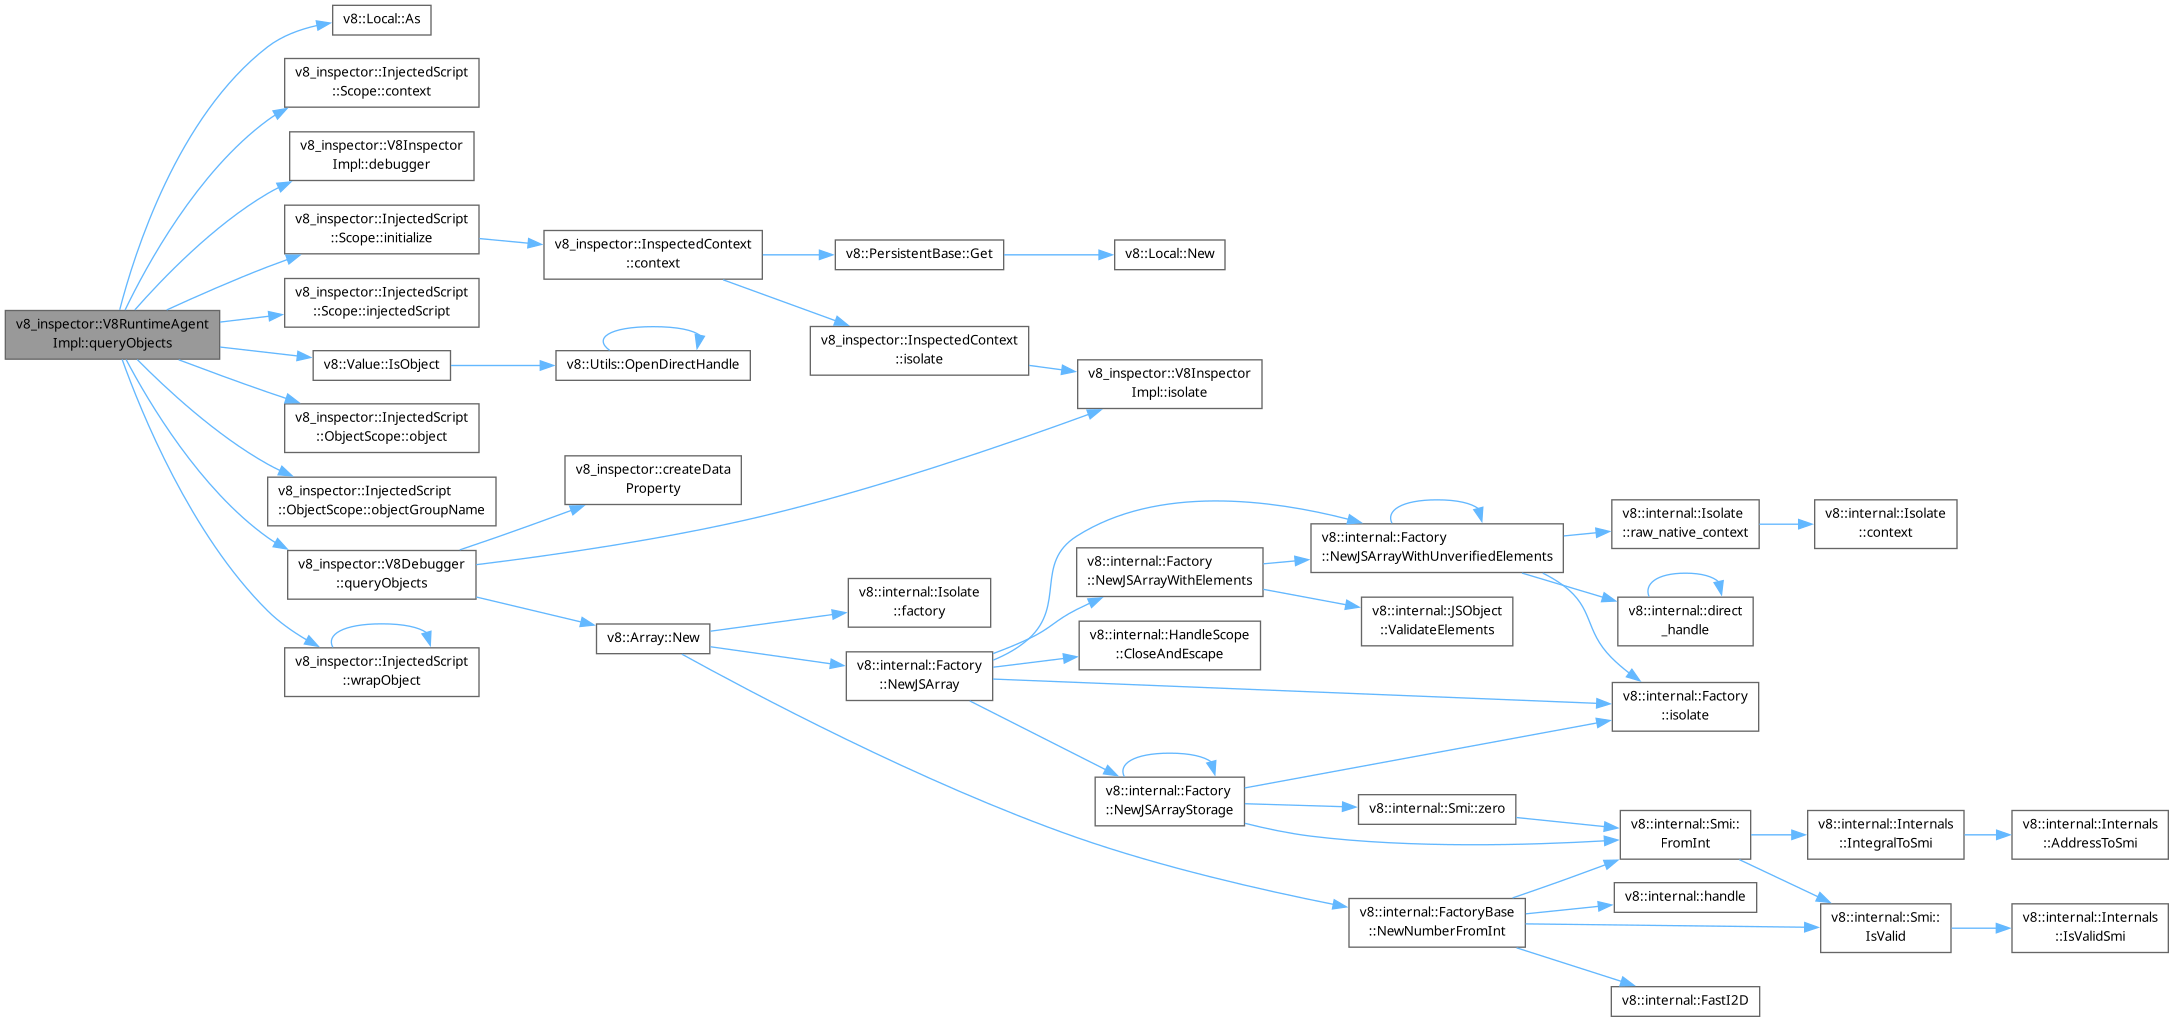 v8::Local::As
v8_inspector::InjectedScript
::Scope::context
v8_inspector::V8Inspector
Impl::debugger
v8_inspector::InjectedScript
::Scope::initialize
v8_inspector::InspectedContext
::context
v8::PersistentBase::Get
v8::Local::New
v8_inspector::InjectedScript
::Scope::injectedScript
v8_inspector::V8RuntimeAgent
Impl::queryObjects
v8::Value::IsObject
v8::Utils::OpenDirectHandle
v8_inspector::InspectedContext
::isolate
v8_inspector::V8Inspector
Impl::isolate
v8_inspector::InjectedScript
::ObjectScope::object
v8_inspector::InjectedScript
::ObjectScope::objectGroupName
v8_inspector::createData
Property
v8_inspector::V8Debugger
::queryObjects
v8_inspector::InjectedScript
::wrapObject
v8::Array::New
v8::internal::Isolate
::factory
v8::internal::Factory
::NewJSArray
v8::internal::Factory
::NewJSArrayWithElements
v8::internal::HandleScope
::CloseAndEscape
v8::internal::Factory
::NewJSArrayStorage
v8::internal::Factory
::NewJSArrayWithUnverifiedElements
v8::internal::JSObject
::ValidateElements
v8::internal::Isolate
::raw_native_context
v8::internal::Isolate
::context
v8::internal::direct
_handle
v8::internal::Factory
::isolate
v8::internal::Smi::zero
v8::internal::Smi::
FromInt
v8::internal::Internals
::IntegralToSmi
v8::internal::Internals
::AddressToSmi
v8::internal::FactoryBase
::NewNumberFromInt
v8::internal::handle
v8::internal::Smi::
IsValid
v8::internal::Internals
::IsValidSmi
v8::internal::FastI2D